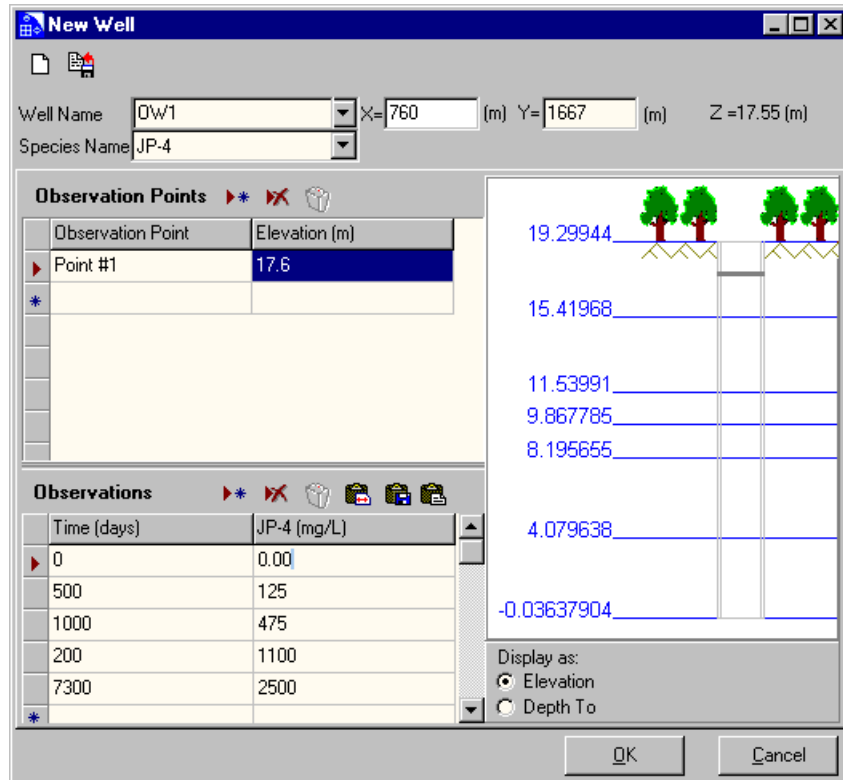 New Well
Well Name OW1 X= 760 (m) Y= 1667 (m) Z =17.55 (m)
Species Name JP-4
Observation Points
Observation Point Elevation (m)
Point #1 17.6
19.29944
15.41968
11.53991
9.867785
8.195655
4.079638
-0.03637904
Observations
Time (days) JP-4 (mg/L)
0 0.00
500 125
1000 475
200 1100
7300 2500
Display as:
Elevation
Depth To
OK Cancel